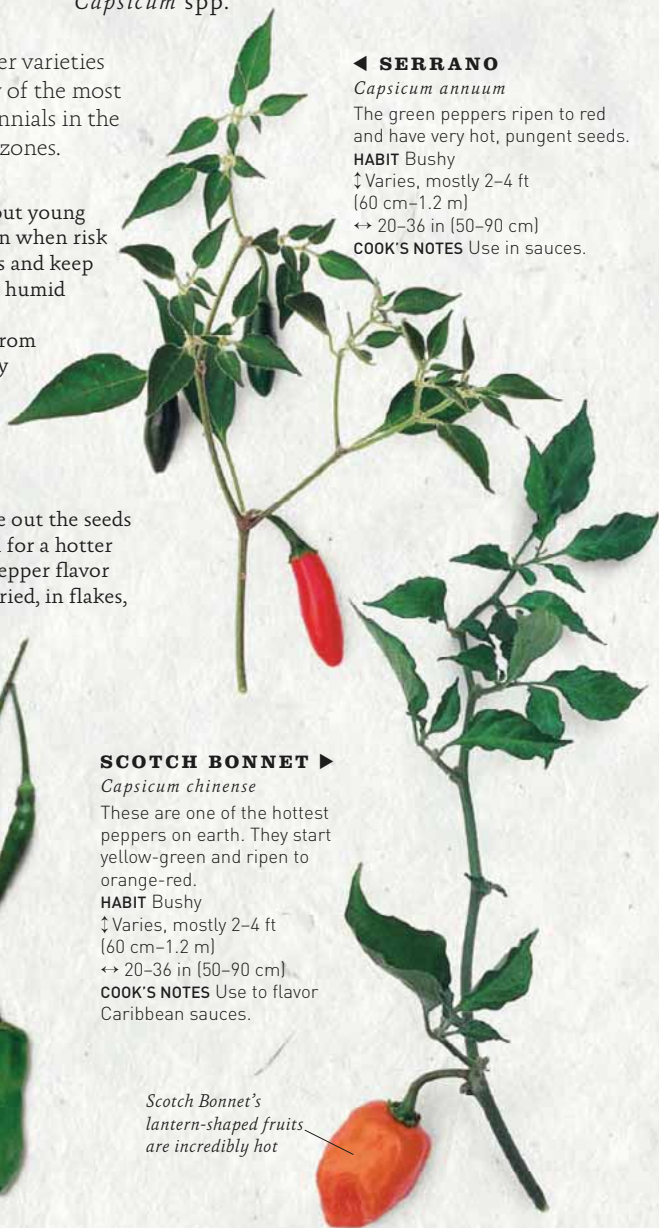 Capsicum spp.
er varieties
of the most
nnials in the
zones.
out young
n when risk
s and keep
humid
rom
y
e out the seeds
for a hotter
epper flavor
ried, in flakes,
◀ SERRANO
Capsicum annuum
The green peppers ripen to red
and have very hot, pungent seeds.
HABIT Bushy
↕ Varies, mostly 2–4 ft
(60 cm–1.2 m)
↔ 20–36 in (50–90 cm)
COOK'S NOTES Use in sauces.
SCOTCH BONNET ▶
Capsicum chinense
These are one of the hottest
peppers on earth. They start
yellow-green and ripen to
orange-red.
HABIT Bushy
↕ Varies, mostly 2–4 ft
(60 cm–1.2 m)
↔ 20–36 in (50–90 cm)
COOK'S NOTES Use to flavor
Caribbean sauces.
Scotch Bonnet's
lantern-shaped fruits
are incredibly hot